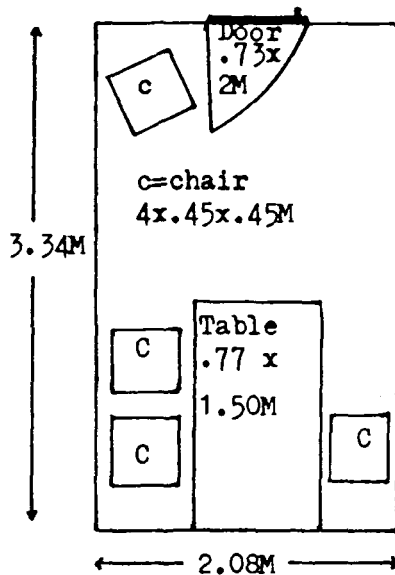 Door
.73x
2M
c
c=chair
4x.45x.45M
3.34M
Table
.77 x
1.50M
C
C
C
2.08M